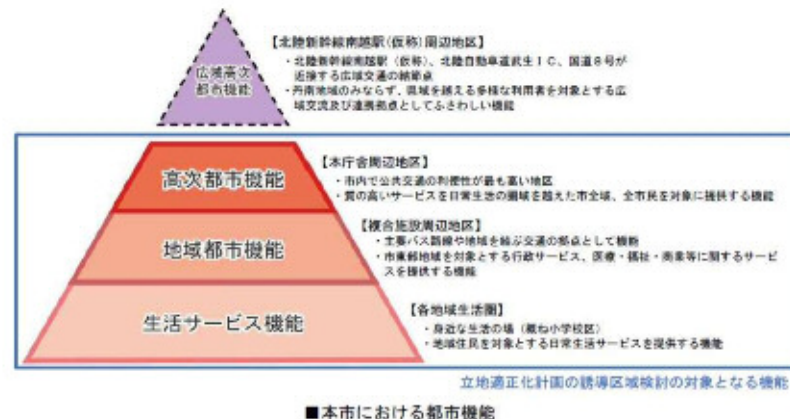 広域高次
都市機能
【北陸新幹線南越駅(仮称)周辺地区】
・北陸新幹線南越駅(仮称)、北陸自動車道武生IC、国道8号が
近接する広域交通の結節点
・丹南地域のみならず、県域を越える多様な利用者を対象とする広
域交流及び連携拠点としてふさわしい機能
高次都市機能
【本庁舎周辺地区】
・市内で公共交通の利便性が最も高い地区
・質の高いサービスを日常生活の圏域を越えた市全域、全市民を対象に提供する機能
地域都市機能
【複合施設周辺地区】
・主要バス路線や地域を結ぶ交通の拠点として機能
・市東部地域を対象とする行政サービス、医療・福祉・商業等に関するサービ
スを提供する機能
生活サービス機能
【各地域生活圏】
・身近な生活の場(概ね小学校区)
・地域住民を対象とする日常生活サービスを提供する機能
立地適正化計画の誘導区域検討の対象となる機能
■本市における都市機能